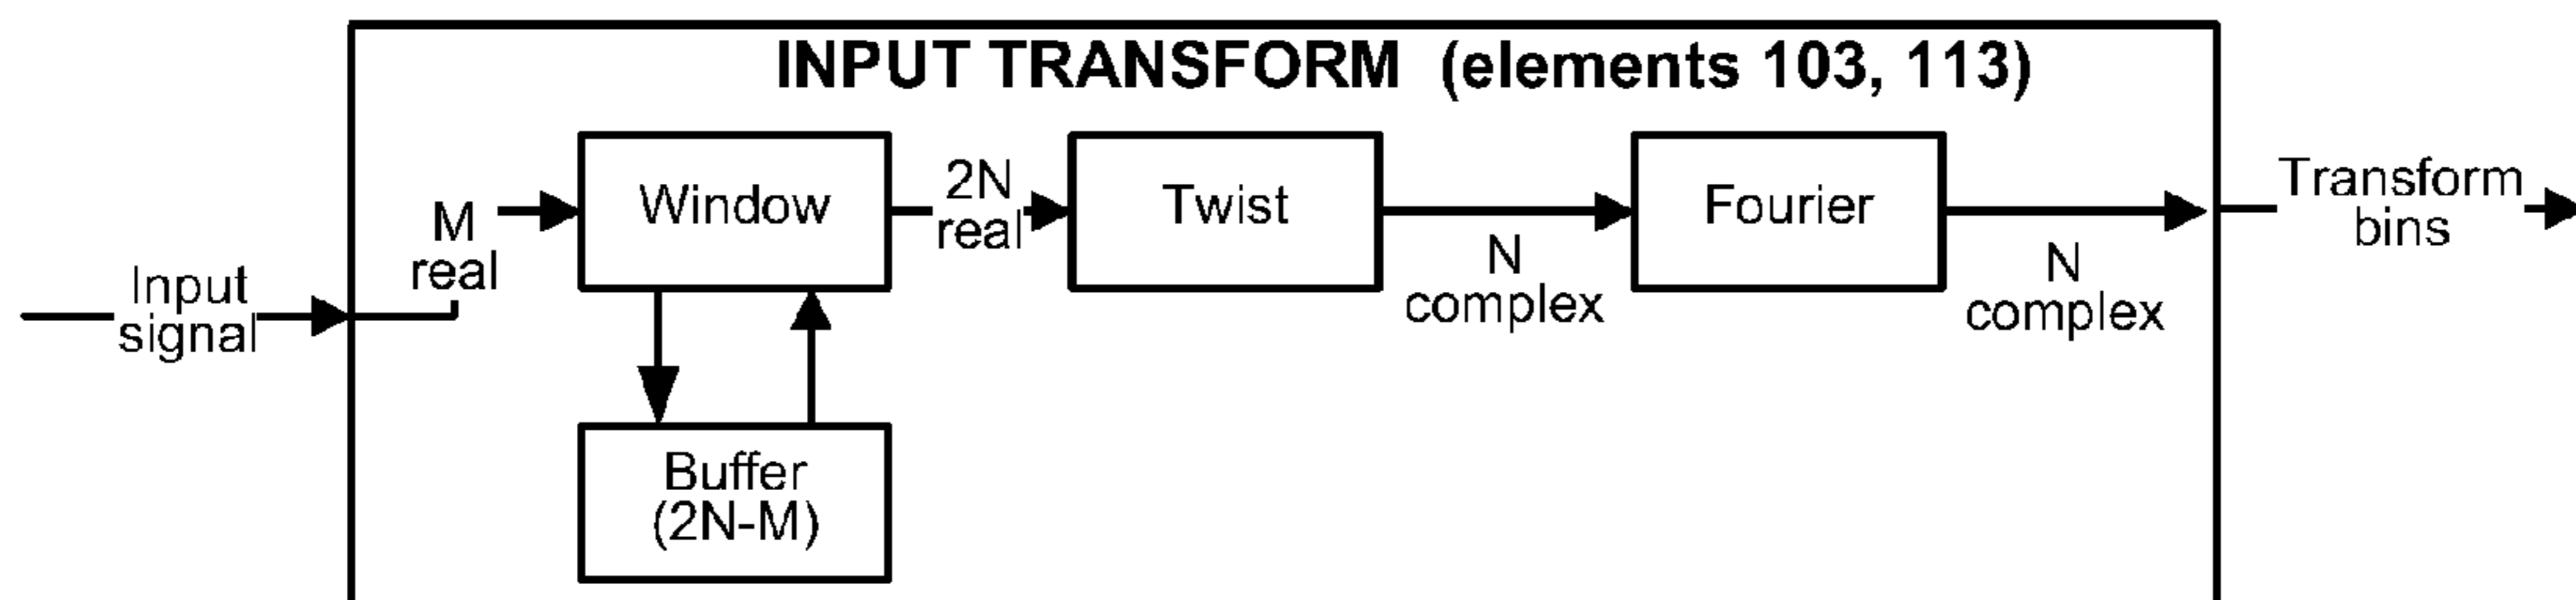 INPUT TRANSFORM (elements 103, 113)
Input
signal
M
real
Window
2N
real
Twist
N
complex
Fourier
N
complex
Transform
bins
Buffer
(2N-M)